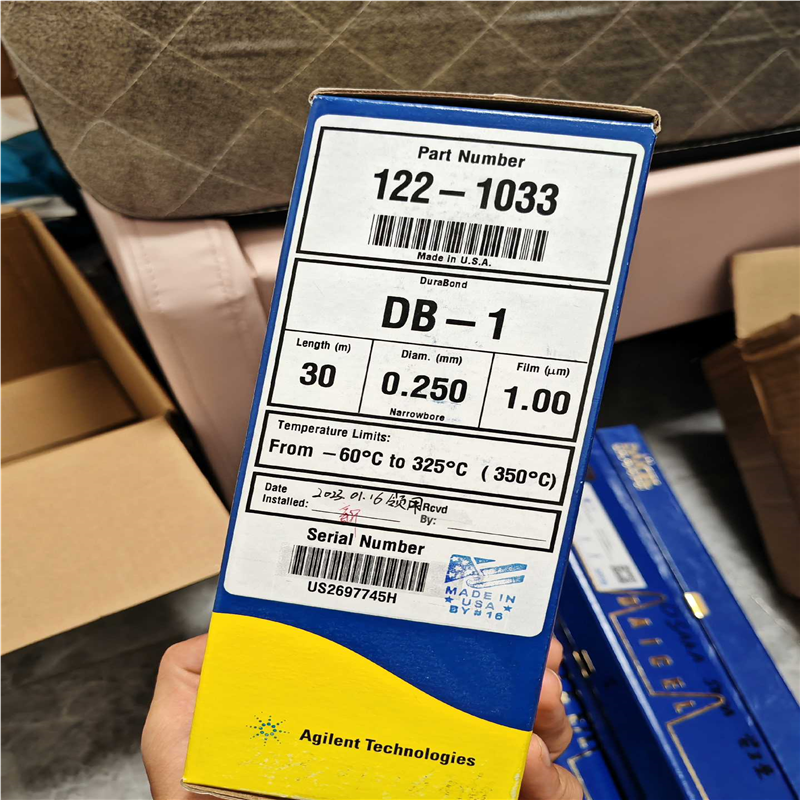 Part Number
122-1033
Made in U.S.A.
DuraBond
DB-1
Length (m)
30
Diam. (mm)
0.250
Narrowbore
Film (μm)
1.00
Temperature Limits:
From -60°C to 325°C (350°C)
Date
Installed: 2023.01.16 领用
Rcvd
By:
Serial Number
US2697745H
MADE IN
USA
BY#16
Agilent Technologies